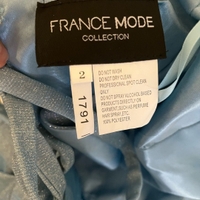 FRANCE MODE
COLLECTION
2
1791
DO NOT WASH
DO NOT DRY CLEAN
PROFESSIONAL SPOT CLEAN
ONLY
DO NOT SPRAY ALCOHOL BASED
PRODUCTS DIRECTLY ON
GARMENT SUCH AS PERFUME
HAIR SPRAY, ETC.
100% POLYESTER